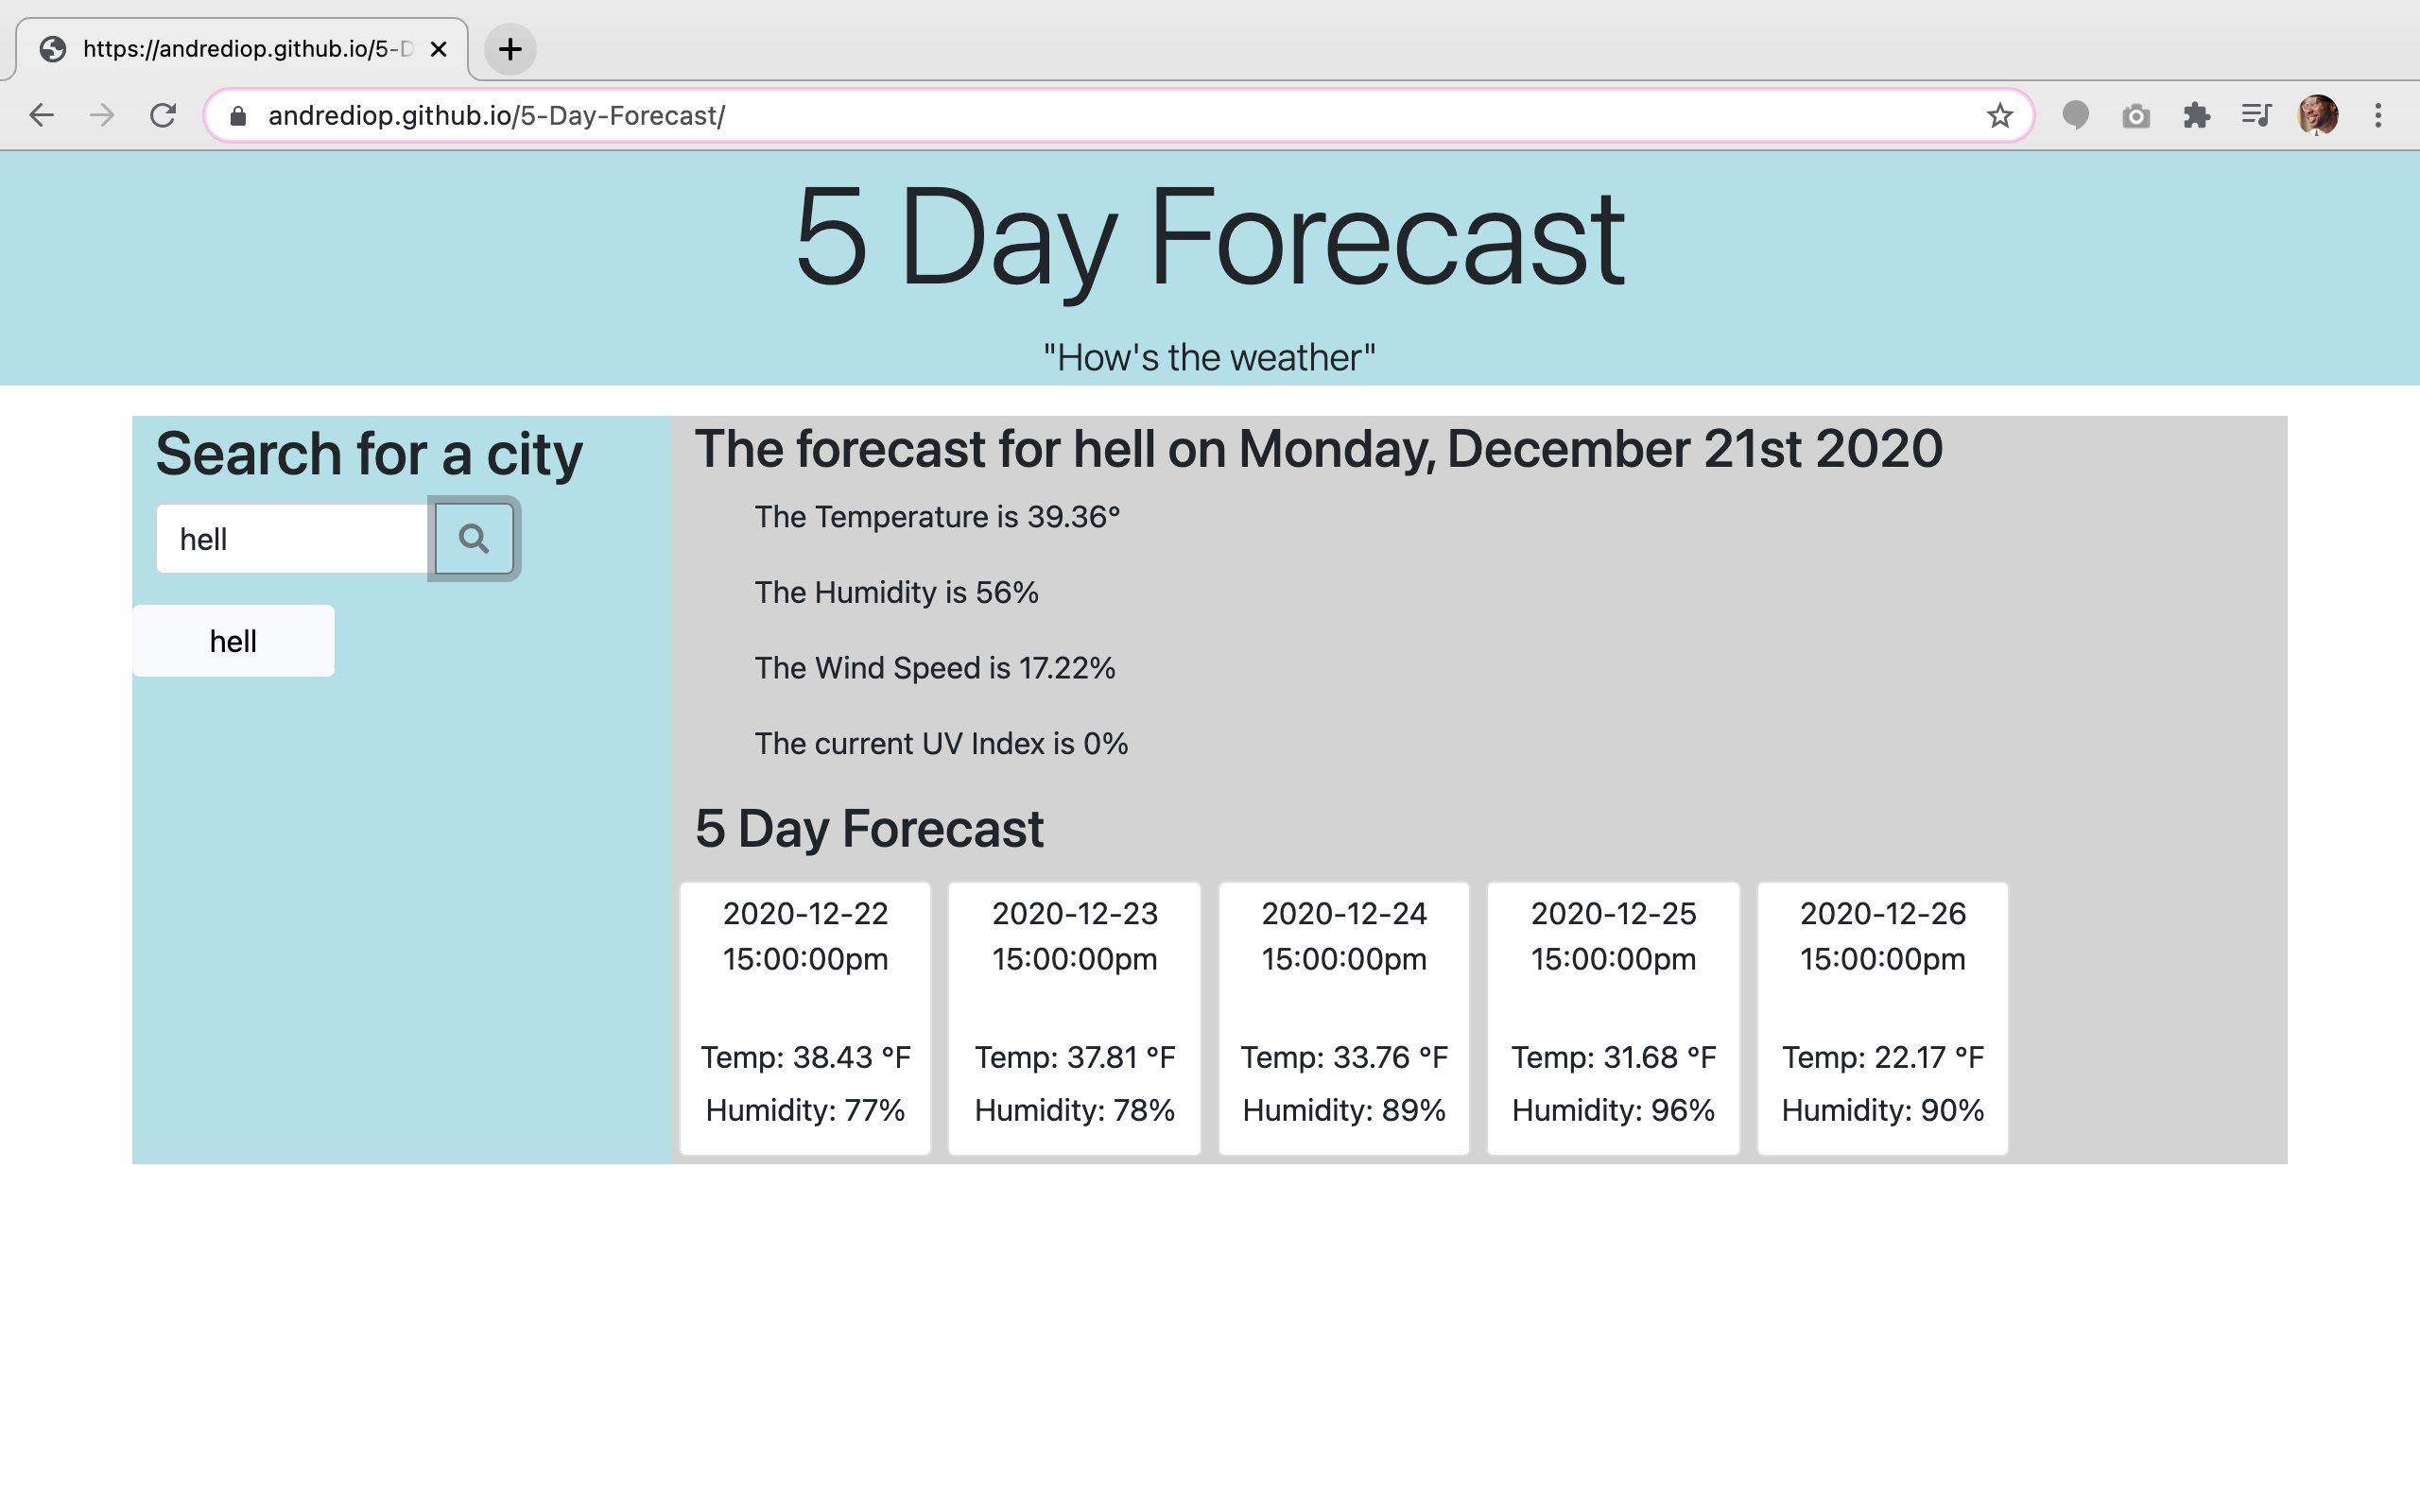 https://andrediop.github.io/5-D
andrediop.github.io/5-Day-Forecast/
5 Day Forecast
"How's the weather"
Search for a city
hell
hell
The forecast for hell on Monday, December 21st 2020
The Temperature is 39.36°
The Humidity is 56%
The Wind Speed is 17.22%
The current UV Index is 0%
5 Day Forecast
2020-12-22
15:00:00pm
Temp: 38.43 °F
Humidity: 77%
2020-12-23
15:00:00pm
Temp: 37.81 °F
Humidity: 78%
2020-12-24
15:00:00pm
Temp: 33.76 °F
Humidity: 89%
2020-12-25
15:00:00pm
Temp: 31.68 °F
Humidity: 96%
2020-12-26
15:00:00pm
Temp: 22.17 °F
Humidity: 90%